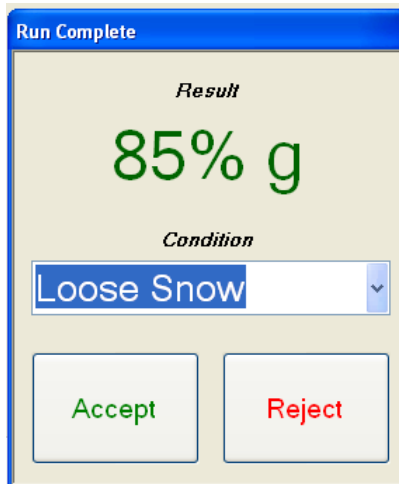 Run Complete
Result
85% g
Condition
Loose Snow
Accept Reject